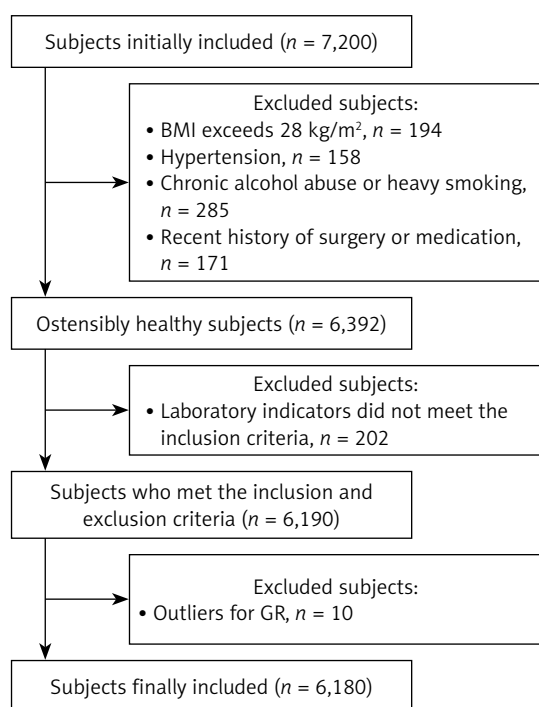 Subjects initially included (n = 7,200)
Excluded subjects:
• BMI exceeds 28 kg/m², n = 194
• Hypertension, n = 158
• Chronic alcohol abuse or heavy smoking,
n = 285
• Recent history of surgery or medication,
n = 171
Ostensibly healthy subjects (n = 6,392)
Excluded subjects:
• Laboratory indicators did not meet the
inclusion criteria, n = 202
Subjects who met the inclusion and
exclusion criteria (n = 6,190)
Excluded subjects:
• Outliers for GR, n = 10
Subjects finally included (n = 6,180)